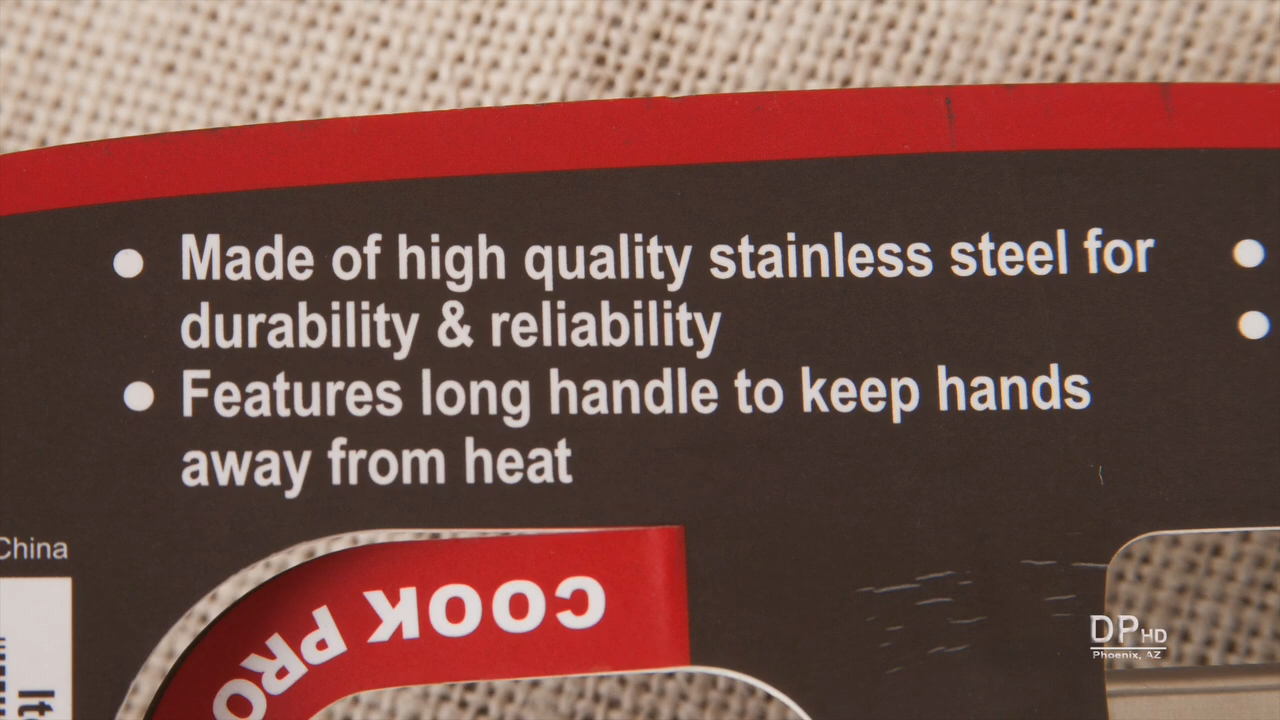 ● Made of high quality stainless steel for
durability & reliability
● Features long handle to keep hands
away from heat
China
COOK PRO
DP HD
Phoenix, AZ